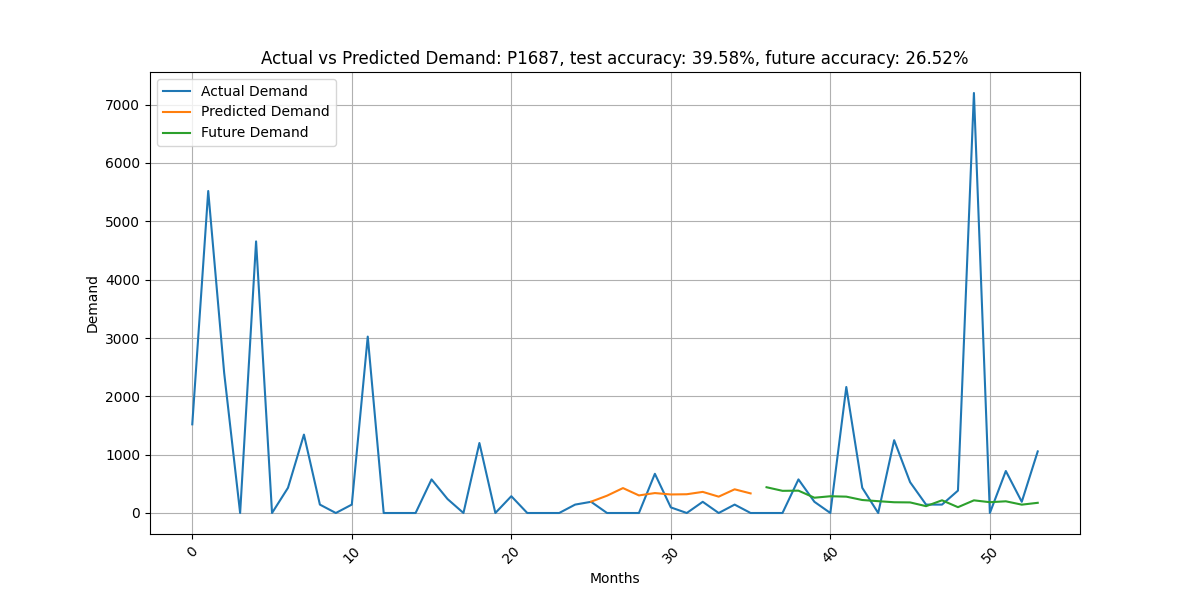 Actual vs Predicted Demand: P1687, test accuracy: 39.58%, future accuracy: 26.52%
Actual Demand
Predicted Demand
Future Demand
7000
6000
5000
4000
3000
2000
1000
0
Demand
0
10
20
30
40
50
Months